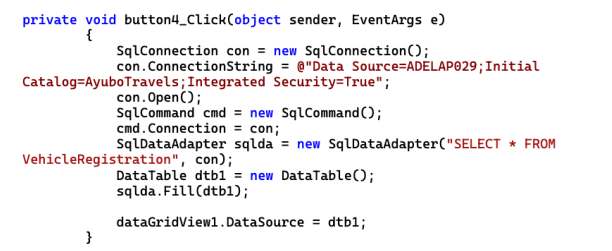 private void button4_Click(object sender, EventArgs e)
{
SqlConnection con = new SqlConnection();
con.ConnectionString = @"Data Source=ADELAP029;Initial
Catalog=AyuboTravels;Integrated Security=True";
con.Open();
SqlCommand cmd = new SqlCommand();
cmd.Connection = con;
SqlDataAdapter sqlda = new SqlDataAdapter("SELECT * FROM
VehicleRegistration", con);
DataTable dtb1 = new DataTable();
sqlda.Fill(dtb1);
dataGridView1.DataSource = dtb1;
}